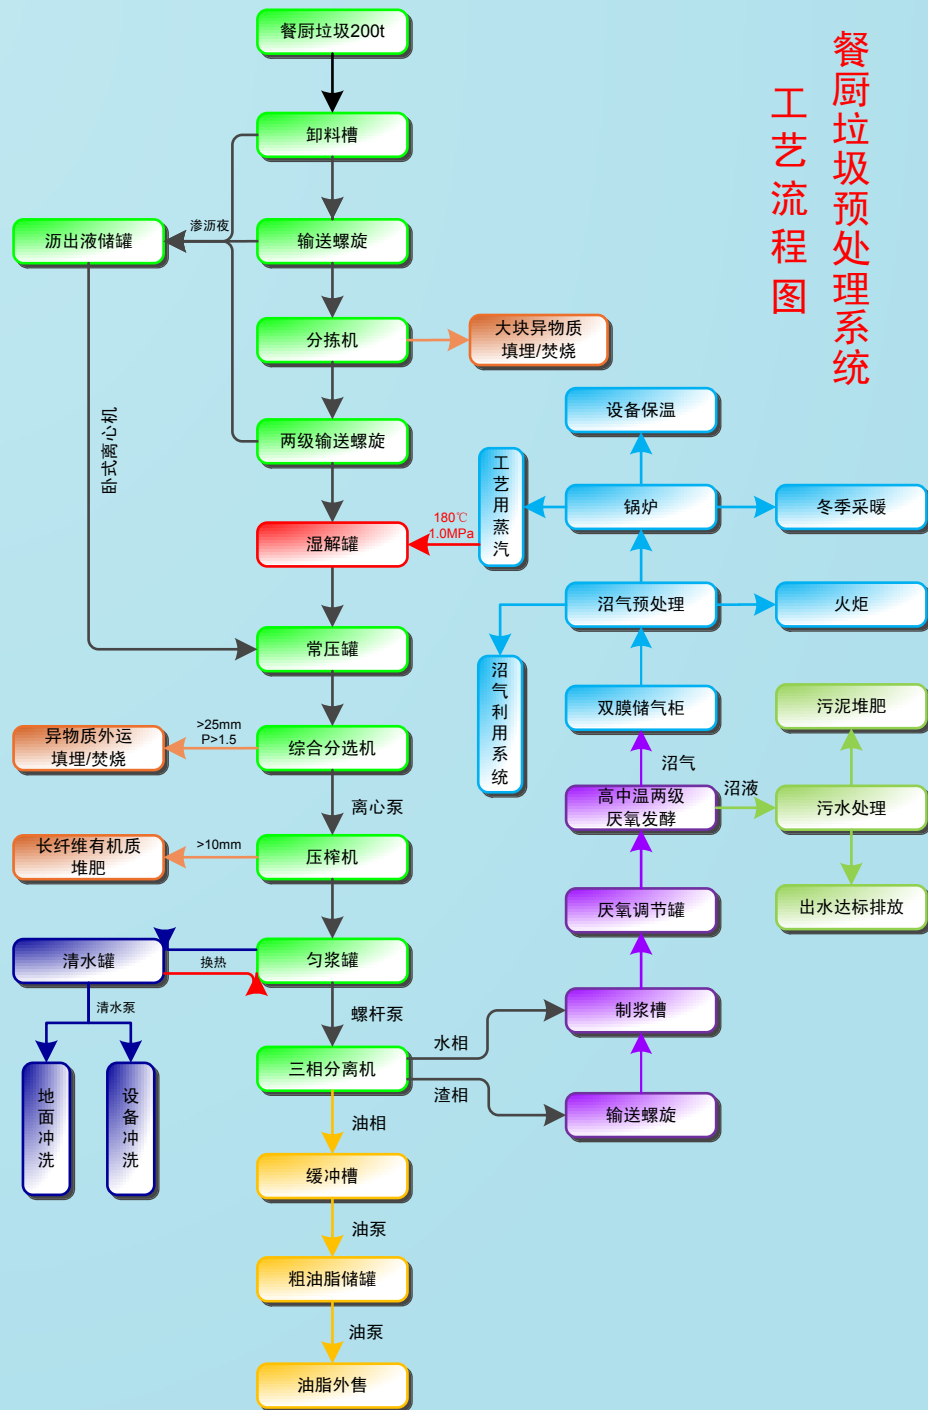 餐厨垃圾预处理系统
工艺流程图
餐厨垃圾200t
卸料槽
渗沥夜
沥出液储罐
输送螺旋
分拣机
大块异物质
填埋/焚烧
设备保温
卧式离心机
两级输送螺旋
工艺用蒸汽
锅炉
冬季采暖
180℃
1.0MPa
湿解罐
沼气预处理
火炬
常压罐
沼气利用系统
双膜储气柜
污泥堆肥
异物质外运
填埋/焚烧
>25mm
P>1.5
综合分选机
沼气
沼液
离心泵
高中温两级
厌氧发酵
污水处理
长纤维有机质
堆肥
>10mm
压榨机
厌氧调节罐
出水达标排放
清水罐
换热
匀浆罐
清水泵
螺杆泵
制浆槽
水相
三相分离机
渣相
地面冲洗
设备冲洗
输送螺旋
油相
缓冲槽
油泵
粗油脂储罐
油泵
油脂外售